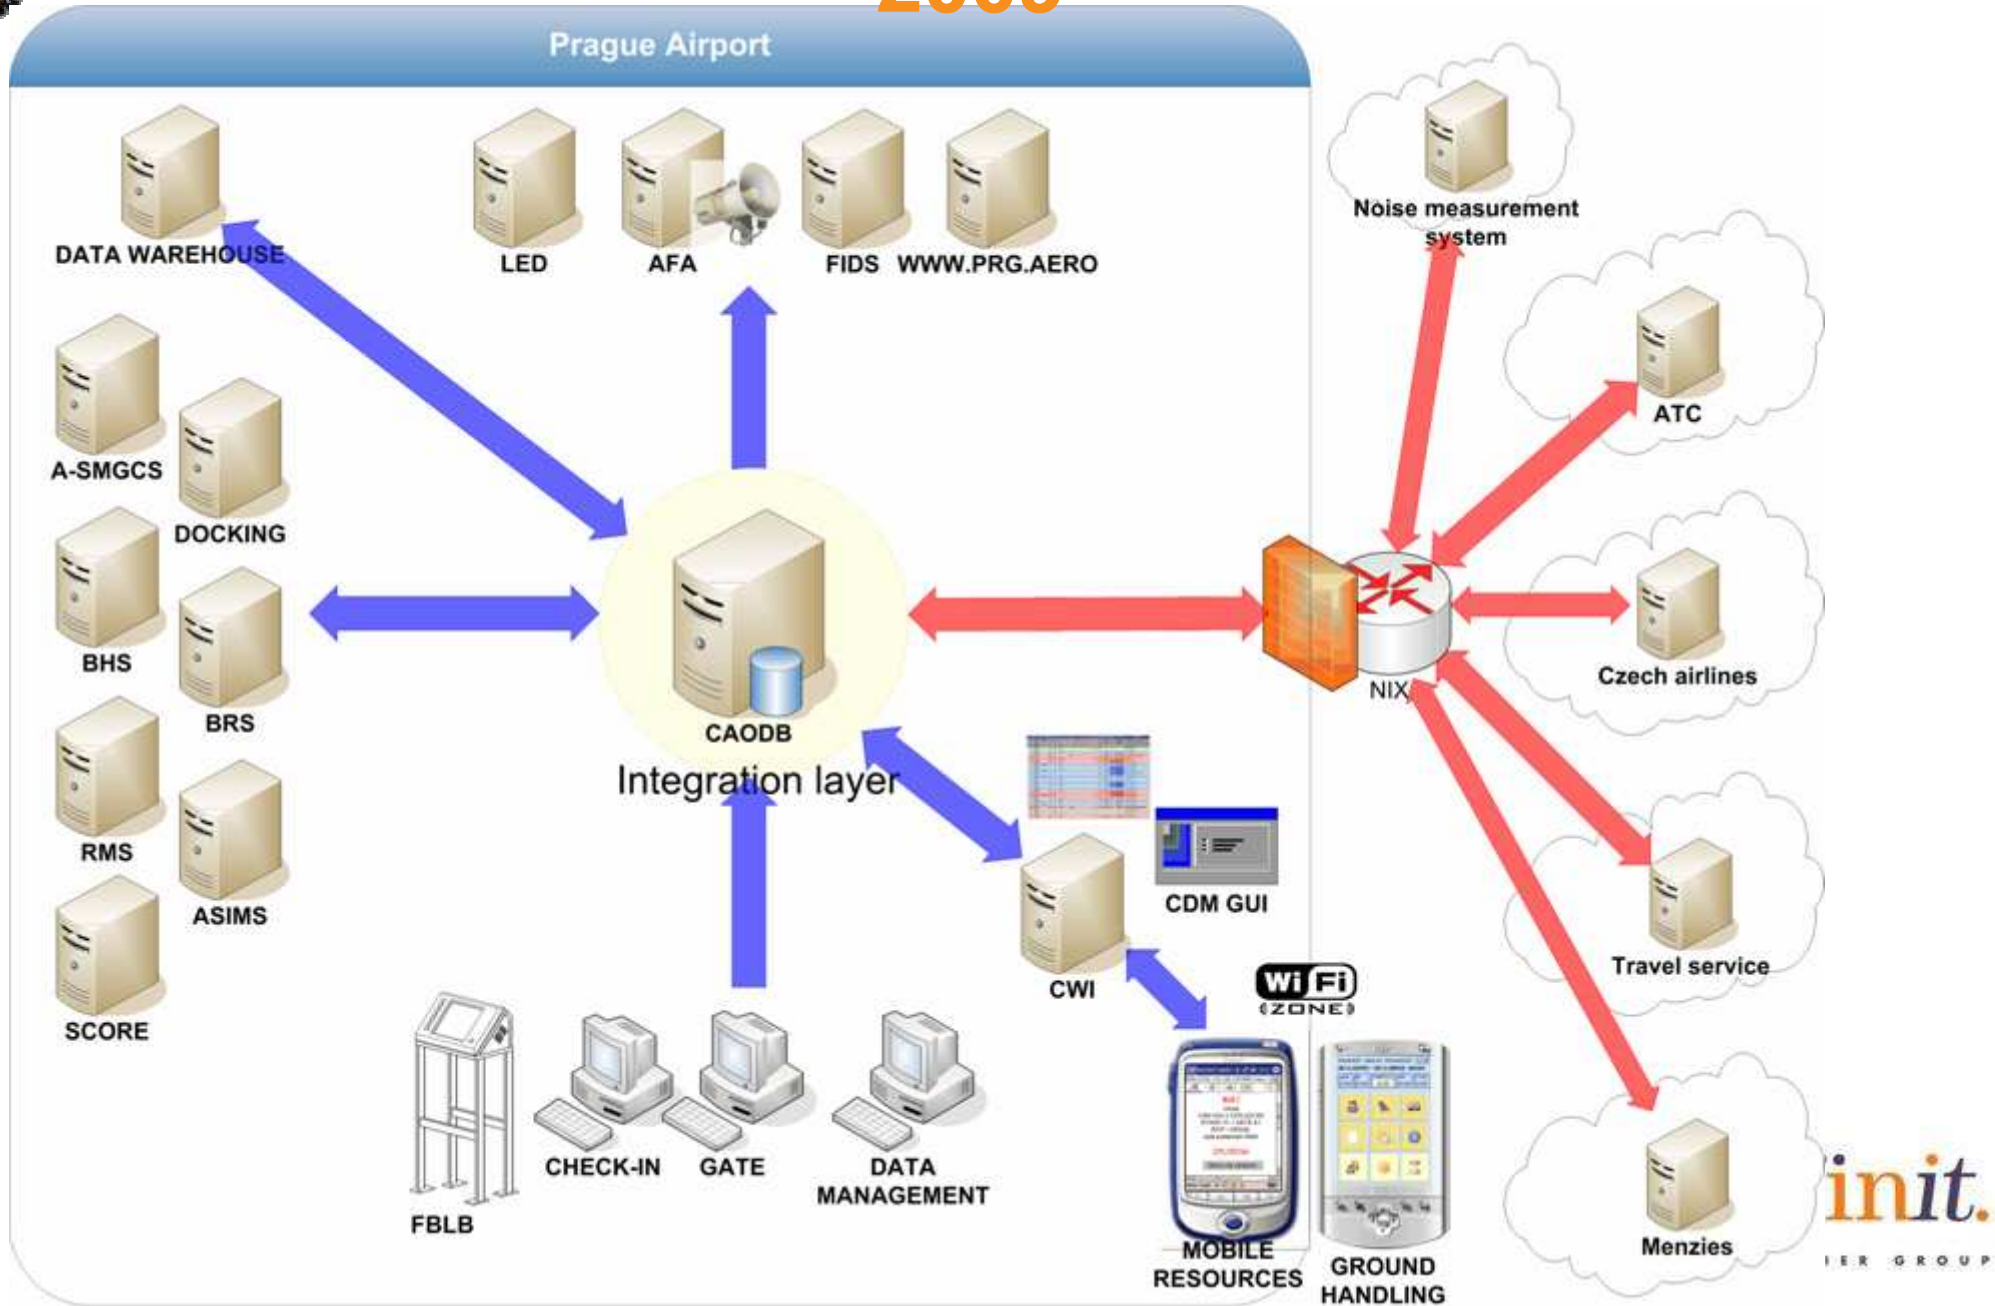 Prague Airport
DATA WAREHOUSE
LED
AFA
FIDS
WWW.PRG.AERO
Noise measurement
system
ATC
A-SMGCS
DOCKING
BHS
BRS
RMS
ASIMS
SCORE
CAODB
Integration layer
NIX
Czech airlines
CDM GUI
CWI
Travel service
Wi Fi
ZONE
CHECK-IN
GATE
DATA
MANAGEMENT
FBLB
MOBILE
RESOURCES
GROUND
HANDLING
Menzies
init.
IER GROUP